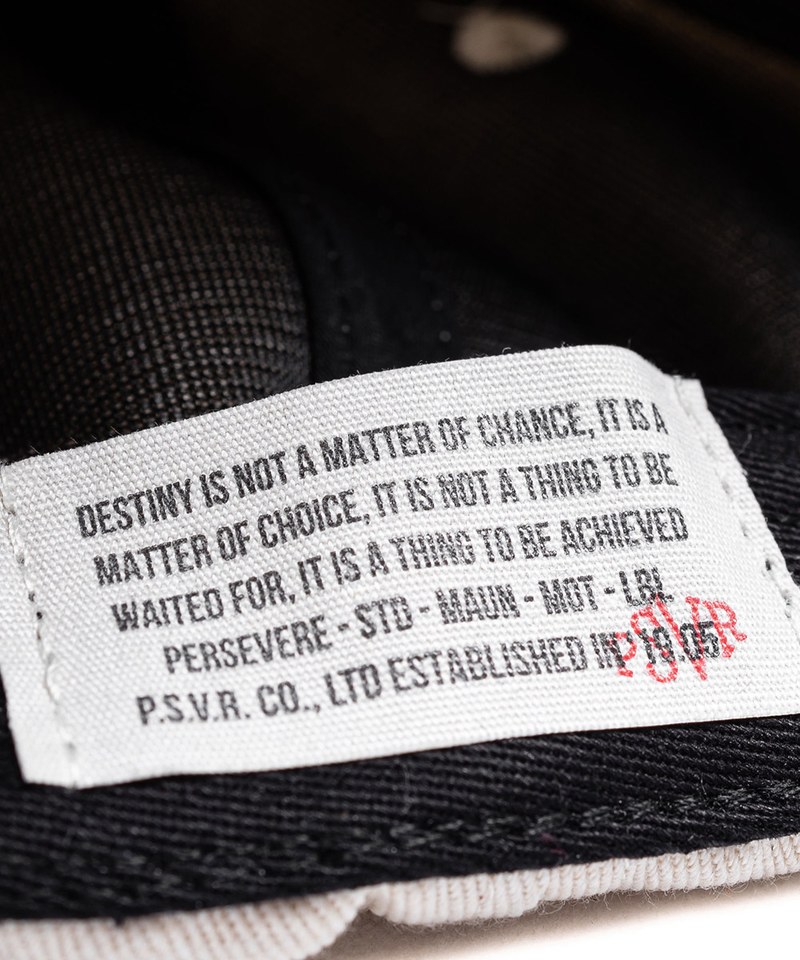 DESTINY IS NOT A MATTER OF CHANCE, IT IS A
MATTER OF CHOICE, IT IS NOT A THING TO BE
WAITED FOR, IT IS A THING TO BE ACHIEVED
PERSEVERE - STD - MAUN - MOT - LBL
P.S.V.R. CO., LTD ESTABLISHED IN 19.05
PSVR